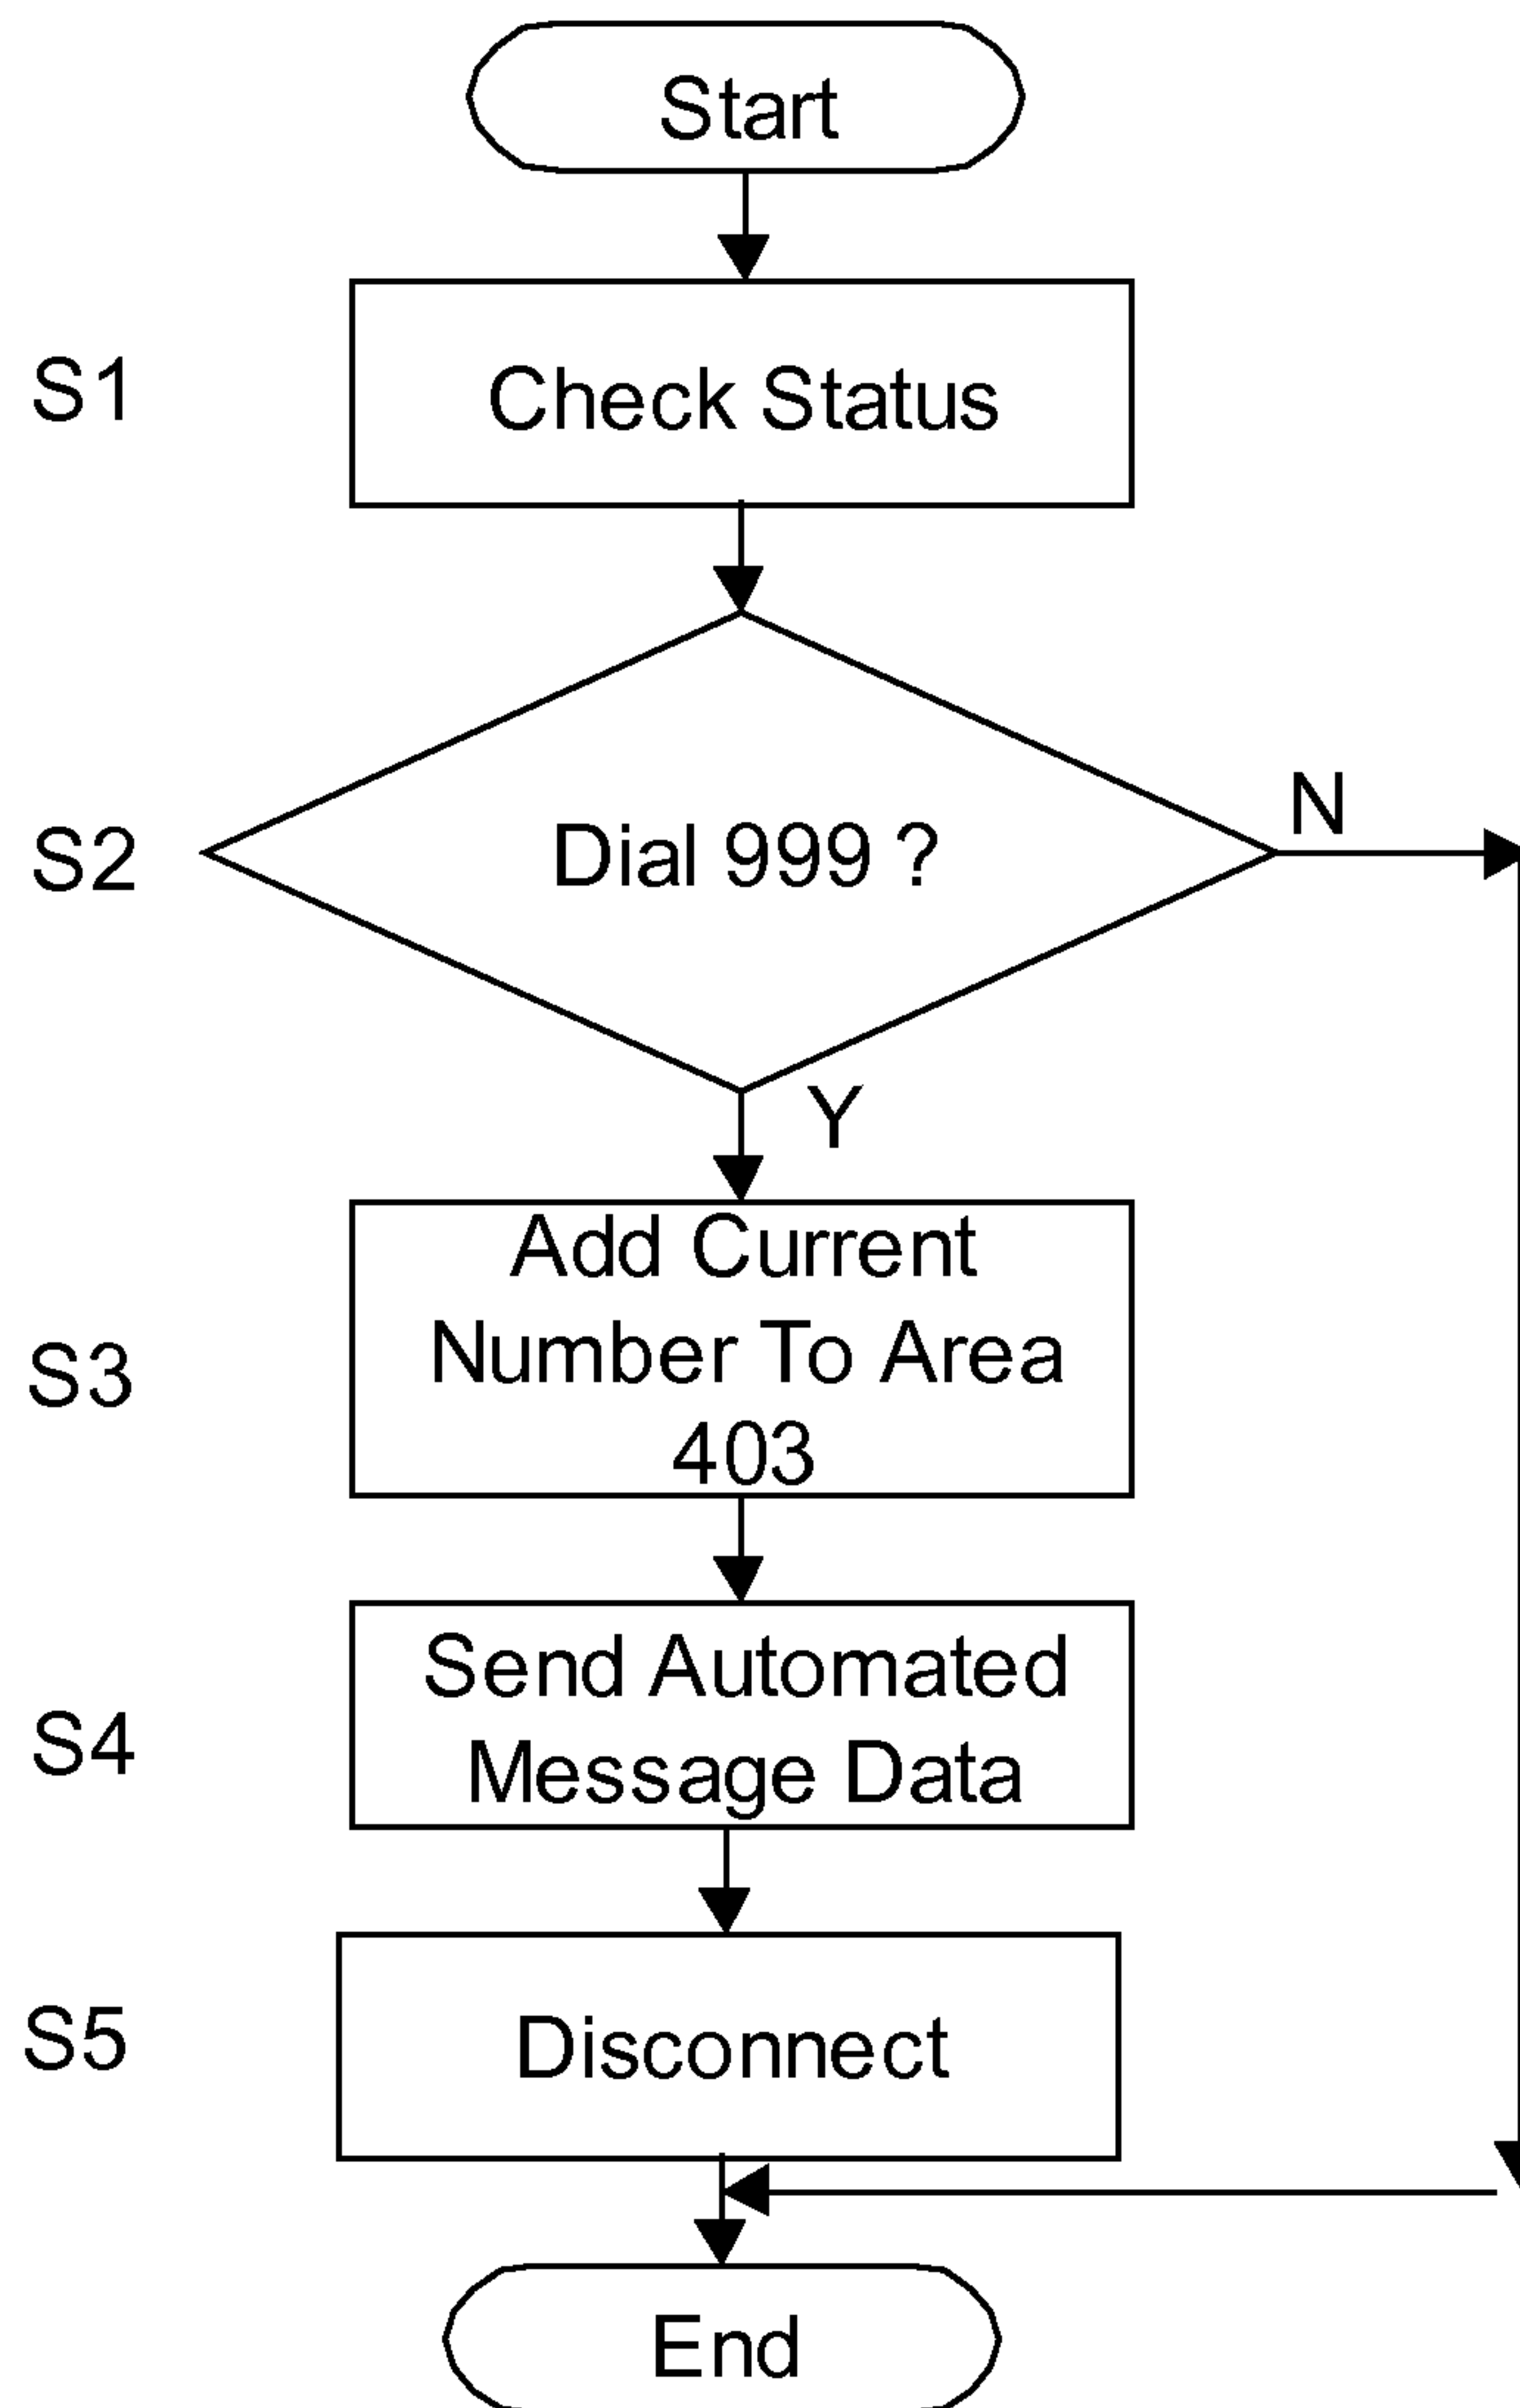 Start
S1
Check Status
S2
Dial 999 ?
N
Y
S3
Add Current
Number To Area
403
S4
Send Automated
Message Data
S5
Disconnect
End